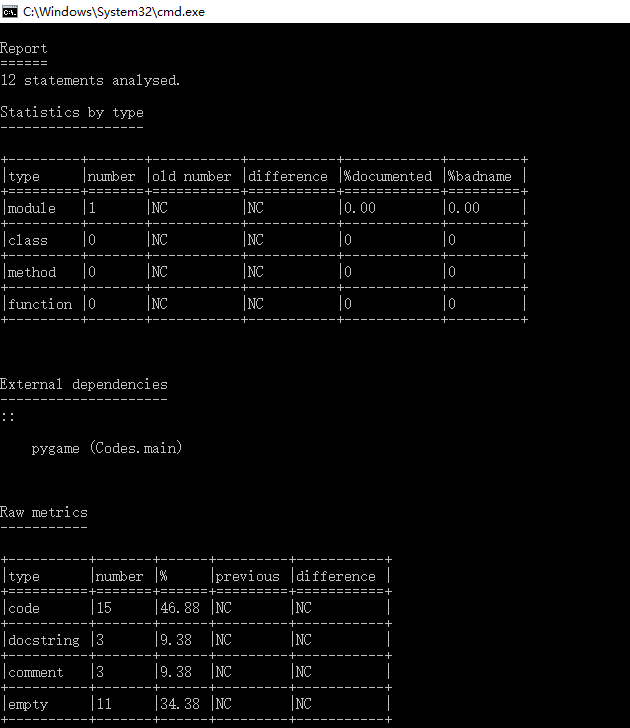 C:\Windows\System32\cmd.exe
Report
======
12 statements analysed.
Statistics by type
------------------
+---------+-------+-----------+-----------+------------+---------+
|type     |number |old number |difference |%documented |%badname |
+=========+=======+===========+===========+============+=========+
|module   |1      |NC         |NC         |0.00        |0.00     |
+---------+-------+-----------+-----------+------------+---------+
|class    |0      |NC         |NC         |0           |0        |
+---------+-------+-----------+-----------+------------+---------+
|method   |0      |NC         |NC         |0           |0        |
+---------+-------+-----------+-----------+------------+---------+
|function |0      |NC         |NC         |0           |0        |
+---------+-------+-----------+-----------+------------+---------+
External dependencies
---------------------
::
    pygame (Codes.main)
Raw metrics
-----------
+----------+-------+------+---------+-----------+
|type      |number |%     |previous |difference |
+==========+=======+======+=========+===========+
|code      |15     |46.88 |NC       |NC         |
+----------+-------+------+---------+-----------+
|docstring |3      |9.38  |NC       |NC         |
+----------+-------+------+---------+-----------+
|comment   |3      |9.38  |NC       |NC         |
+----------+-------+------+---------+-----------+
|empty     |11     |34.38 |NC       |NC         |
+----------+-------+------+---------+-----------+